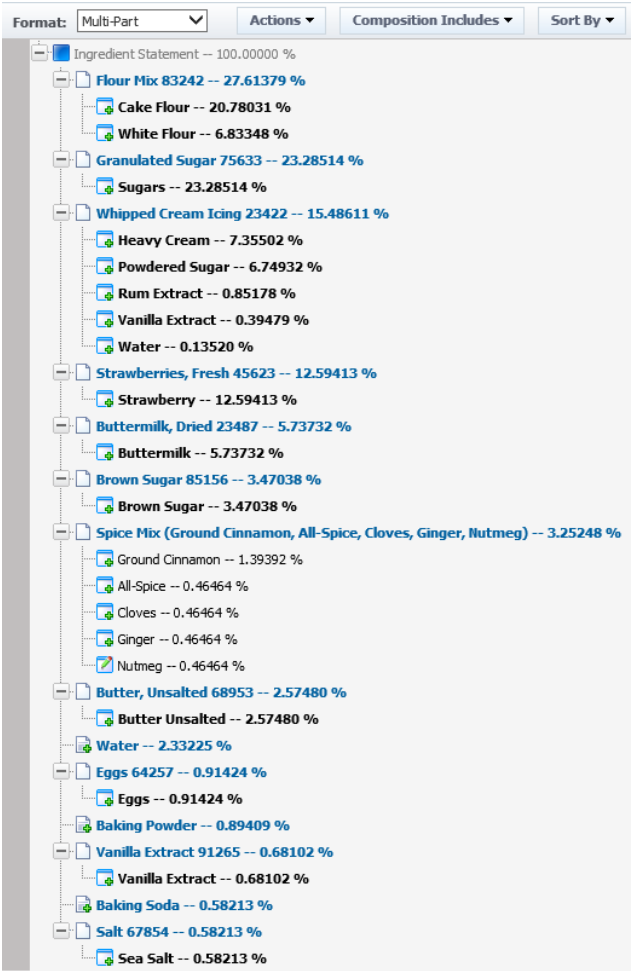 Format: Multi-Part Actions Composition Includes Sort By
Ingredient Statement -- 100.00000 %
Flour Mix 83242 -- 27.61379 %
Cake Flour -- 20.78031 %
White Flour -- 6.83348 %
Granulated Sugar 75633 -- 23.28514 %
Sugars -- 23.28514 %
Whipped Cream Icing 23422 -- 15.48611 %
Heavy Cream -- 7.35502 %
Powdered Sugar -- 6.74932 %
Rum Extract -- 0.85178 %
Vanilla Extract -- 0.39479 %
Water -- 0.13520 %
Strawberries, Fresh 45623 -- 12.59413 %
Strawberry -- 12.59413 %
Buttermilk, Dried 23487 -- 5.73732 %
Buttermilk -- 5.73732 %
Brown Sugar 85156 -- 3.47038 %
Brown Sugar -- 3.47038 %
Spice Mix (Ground Cinnamon, All-Spice, Cloves, Ginger, Nutmeg) -- 3.25248 %
Ground Cinnamon -- 1.39392 %
All-Spice -- 0.46464 %
Cloves -- 0.46464 %
Ginger -- 0.46464 %
Nutmeg -- 0.46464 %
Butter, Unsalted 68953 -- 2.57480 %
Butter Unsalted -- 2.57480 %
Water -- 2.33225 %
Eggs 64257 -- 0.91424 %
Eggs -- 0.91424 %
Baking Powder -- 0.89409 %
Vanilla Extract 91265 -- 0.68102 %
Vanilla Extract -- 0.68102 %
Baking Soda -- 0.58213 %
Salt 67854 -- 0.58213 %
Sea Salt -- 0.58213 %